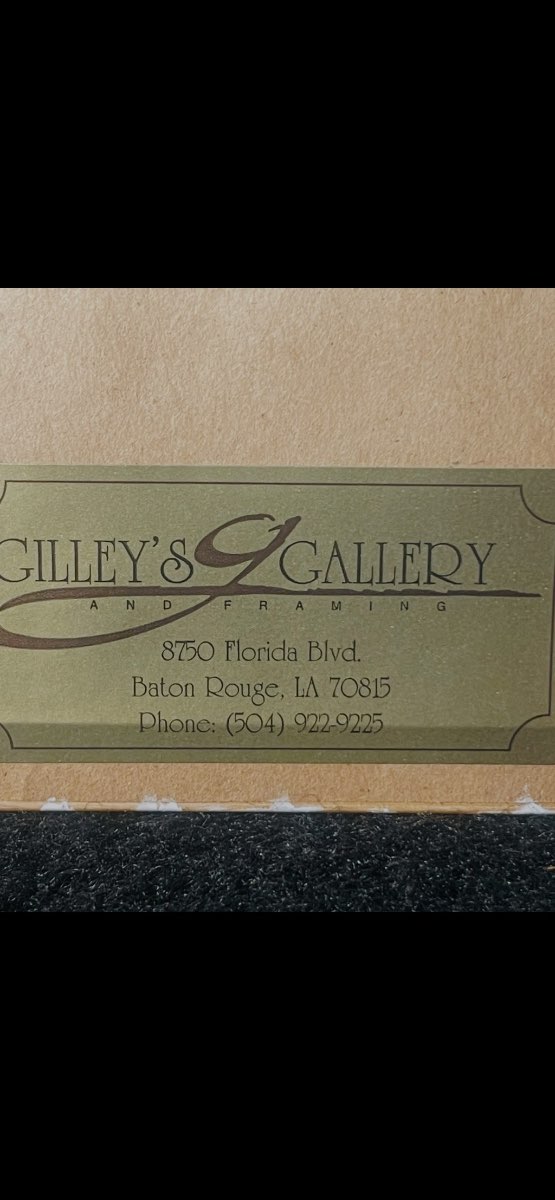 GILLEY'S g GALLERY
AND FRAMING
8750 Florida Blvd.
Baton Rouge, LA 70815
Phone: (504) 922-9225